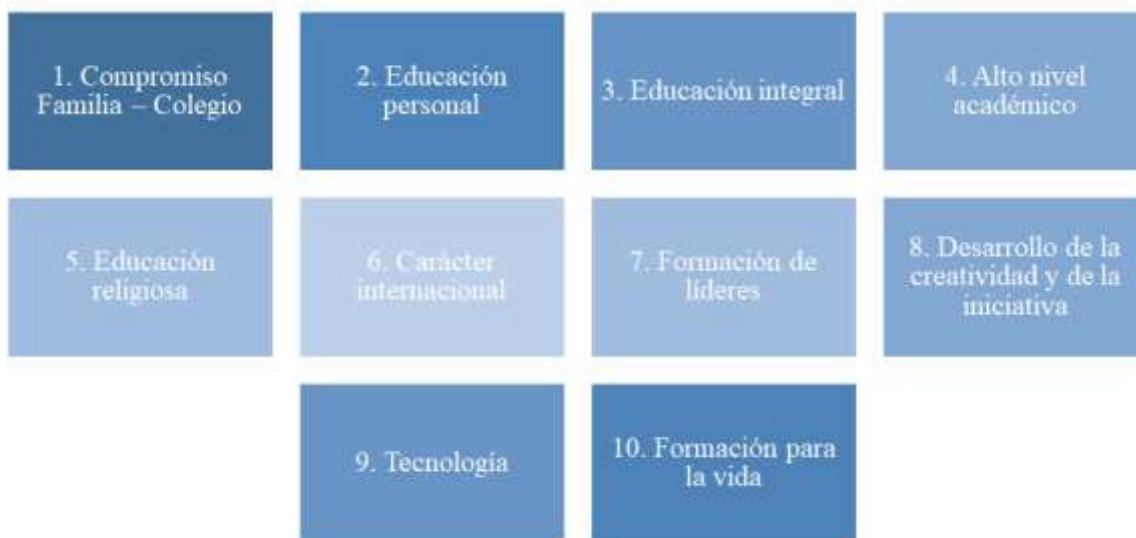 1. Compromiso
Familia – Colegio
2. Educación
personal
3. Educación integral
4. Alto nivel
académico
5. Educación
religiosa
6. Carácter
internacional
7. Formación de
líderes
8. Desarrollo de la
creatividad y de la
iniciativa
9. Tecnología
10. Formación para
la vida